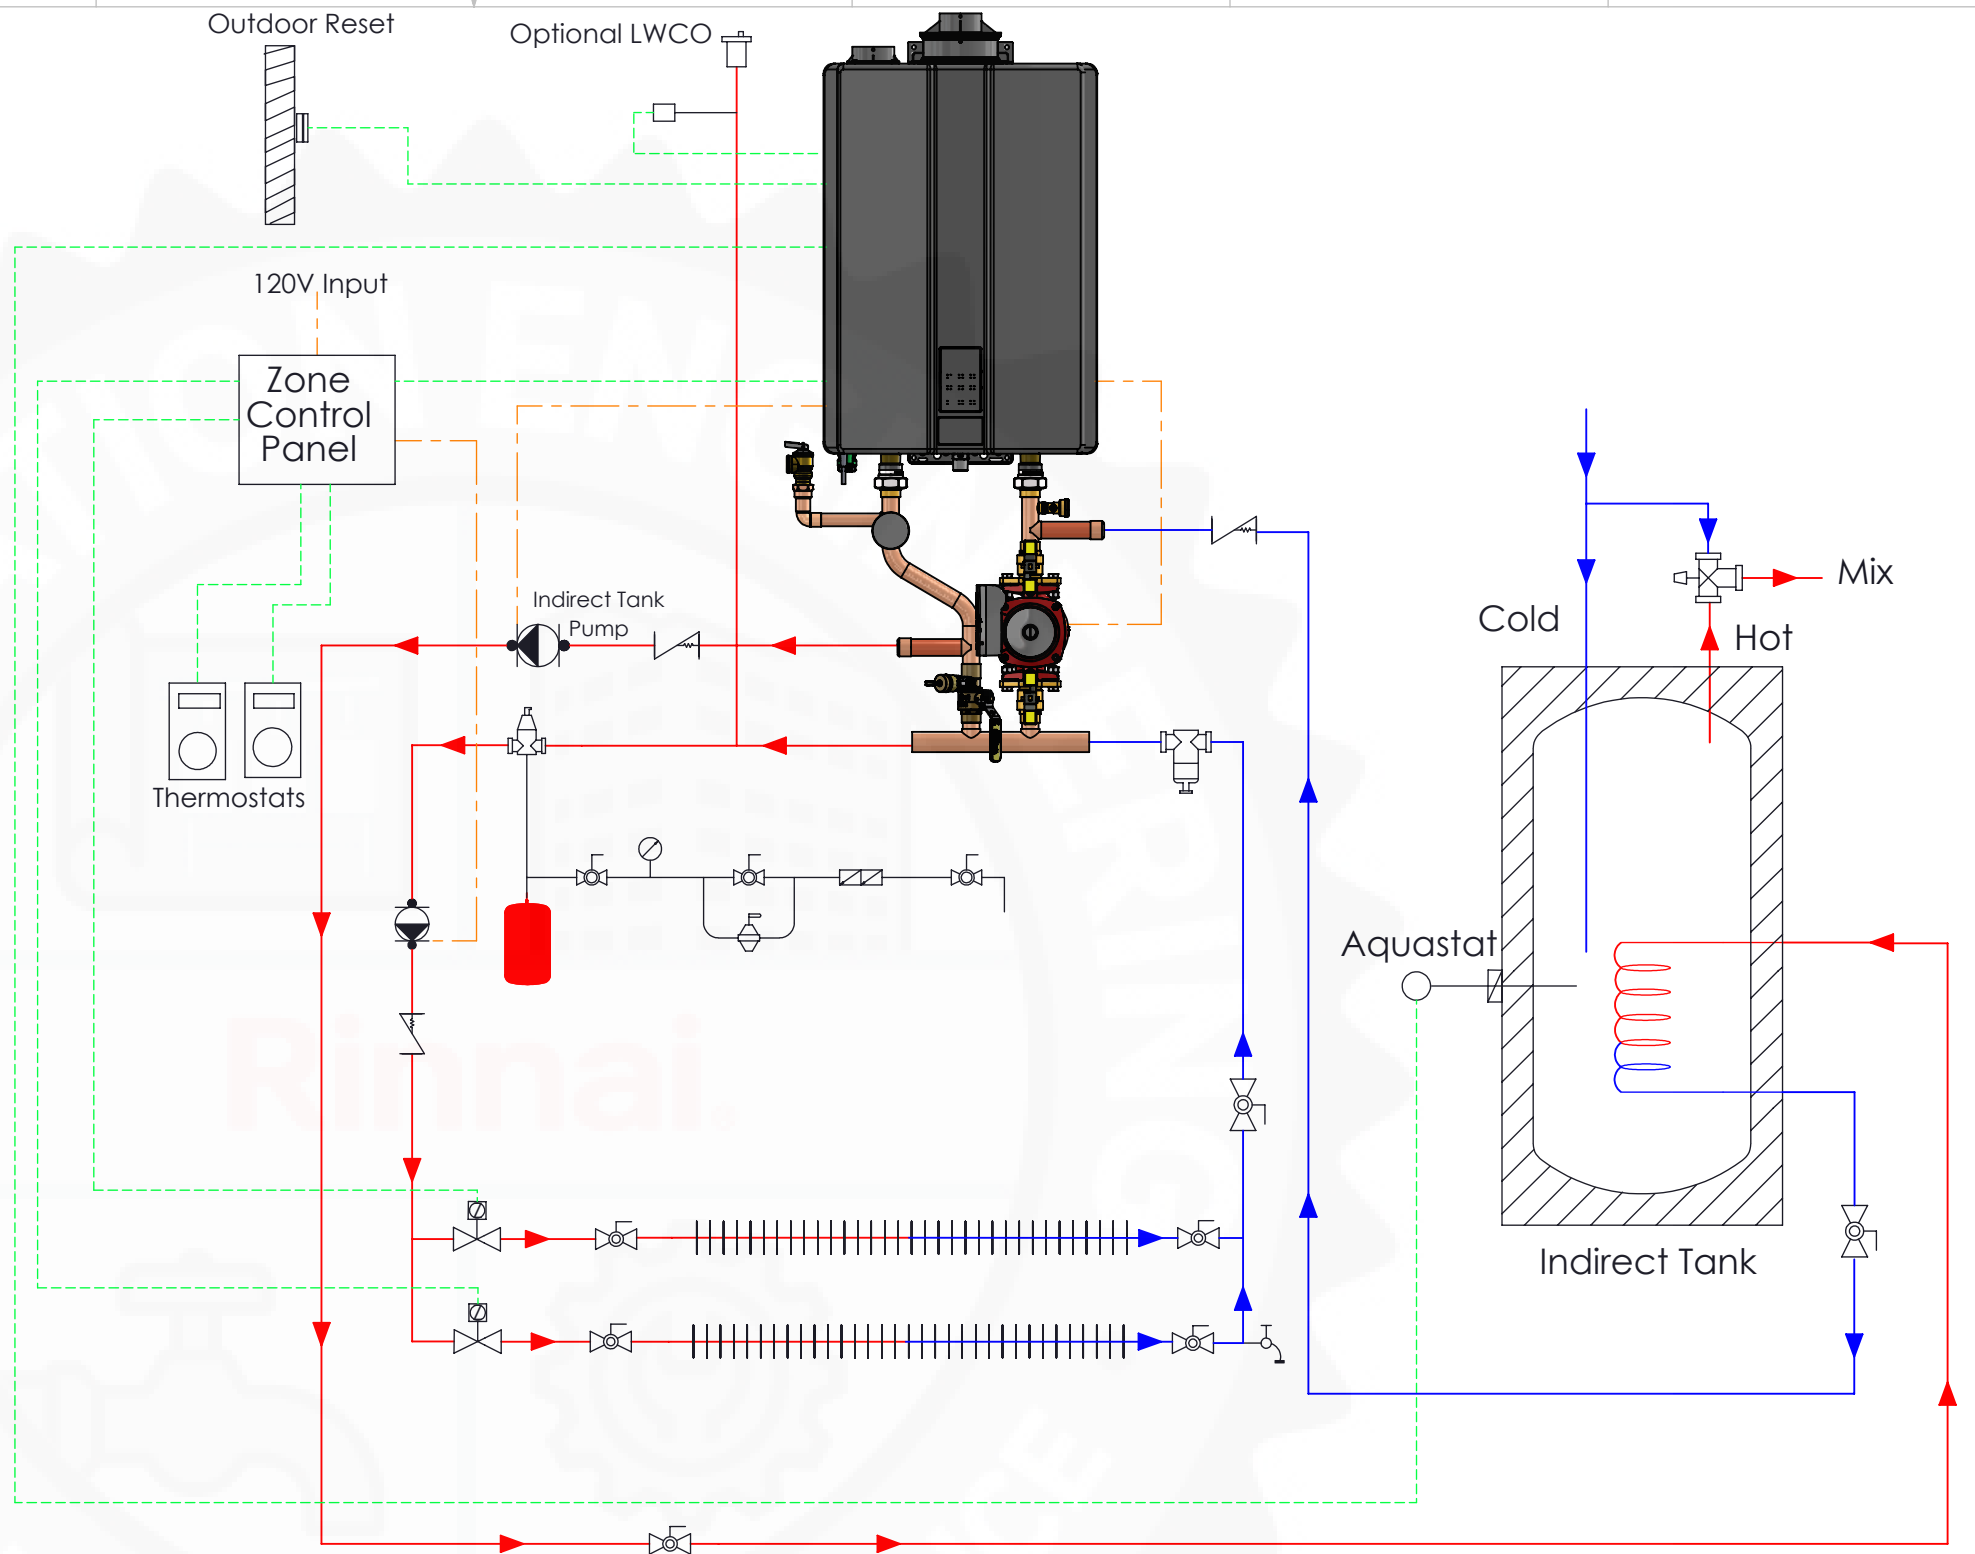 Outdoor Reset
Optional LWCO
120V Input
Zone
Control
Panel
Indirect Tank
Pump
Mix
Cold
Hot
Thermostats
Aquastat
Rinnai
Indirect Tank